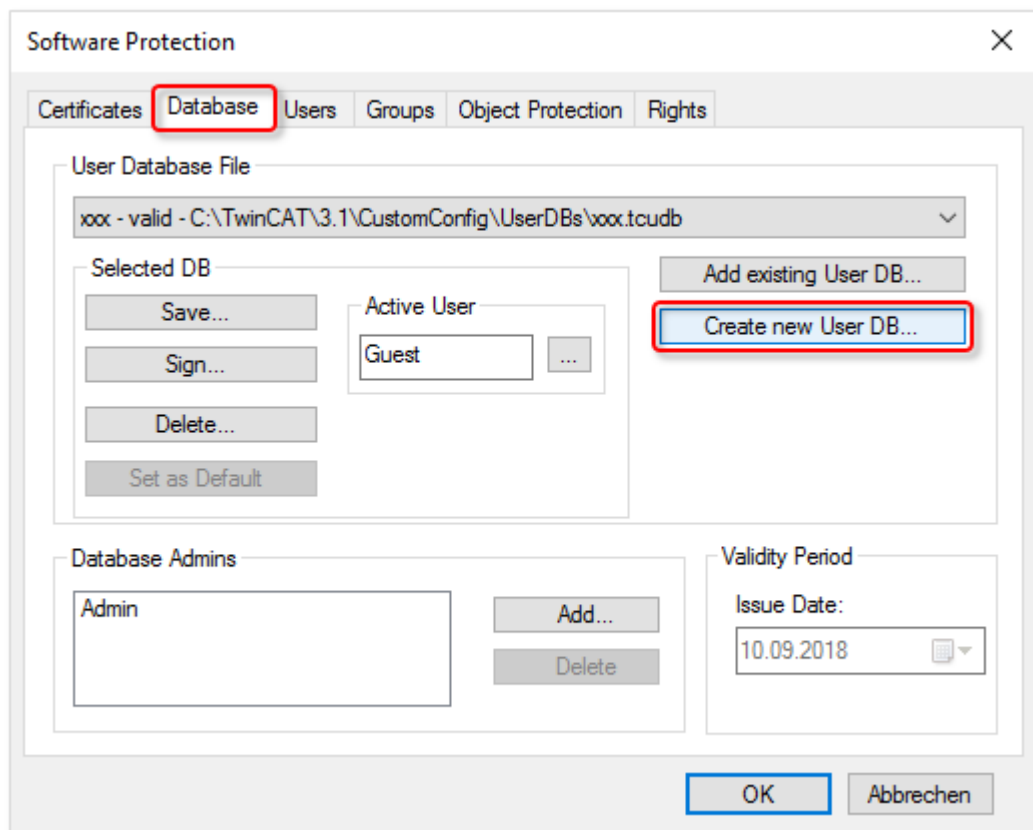 Software Protection
Certificates Database Users Groups Object Protection Rights
User Database File
xxx - valid - C:\TwinCAT\3.1\CustomConfig\UserDBs\xxx.tcudb
Selected DB
Save...
Sign...
Delete...
Set as Default
Active User
Guest
...
Add existing User DB...
Create new User DB...
Database Admins
Admin
Add...
Delete
Validity Period
Issue Date:
10.09.2018
OK
Abbrechen